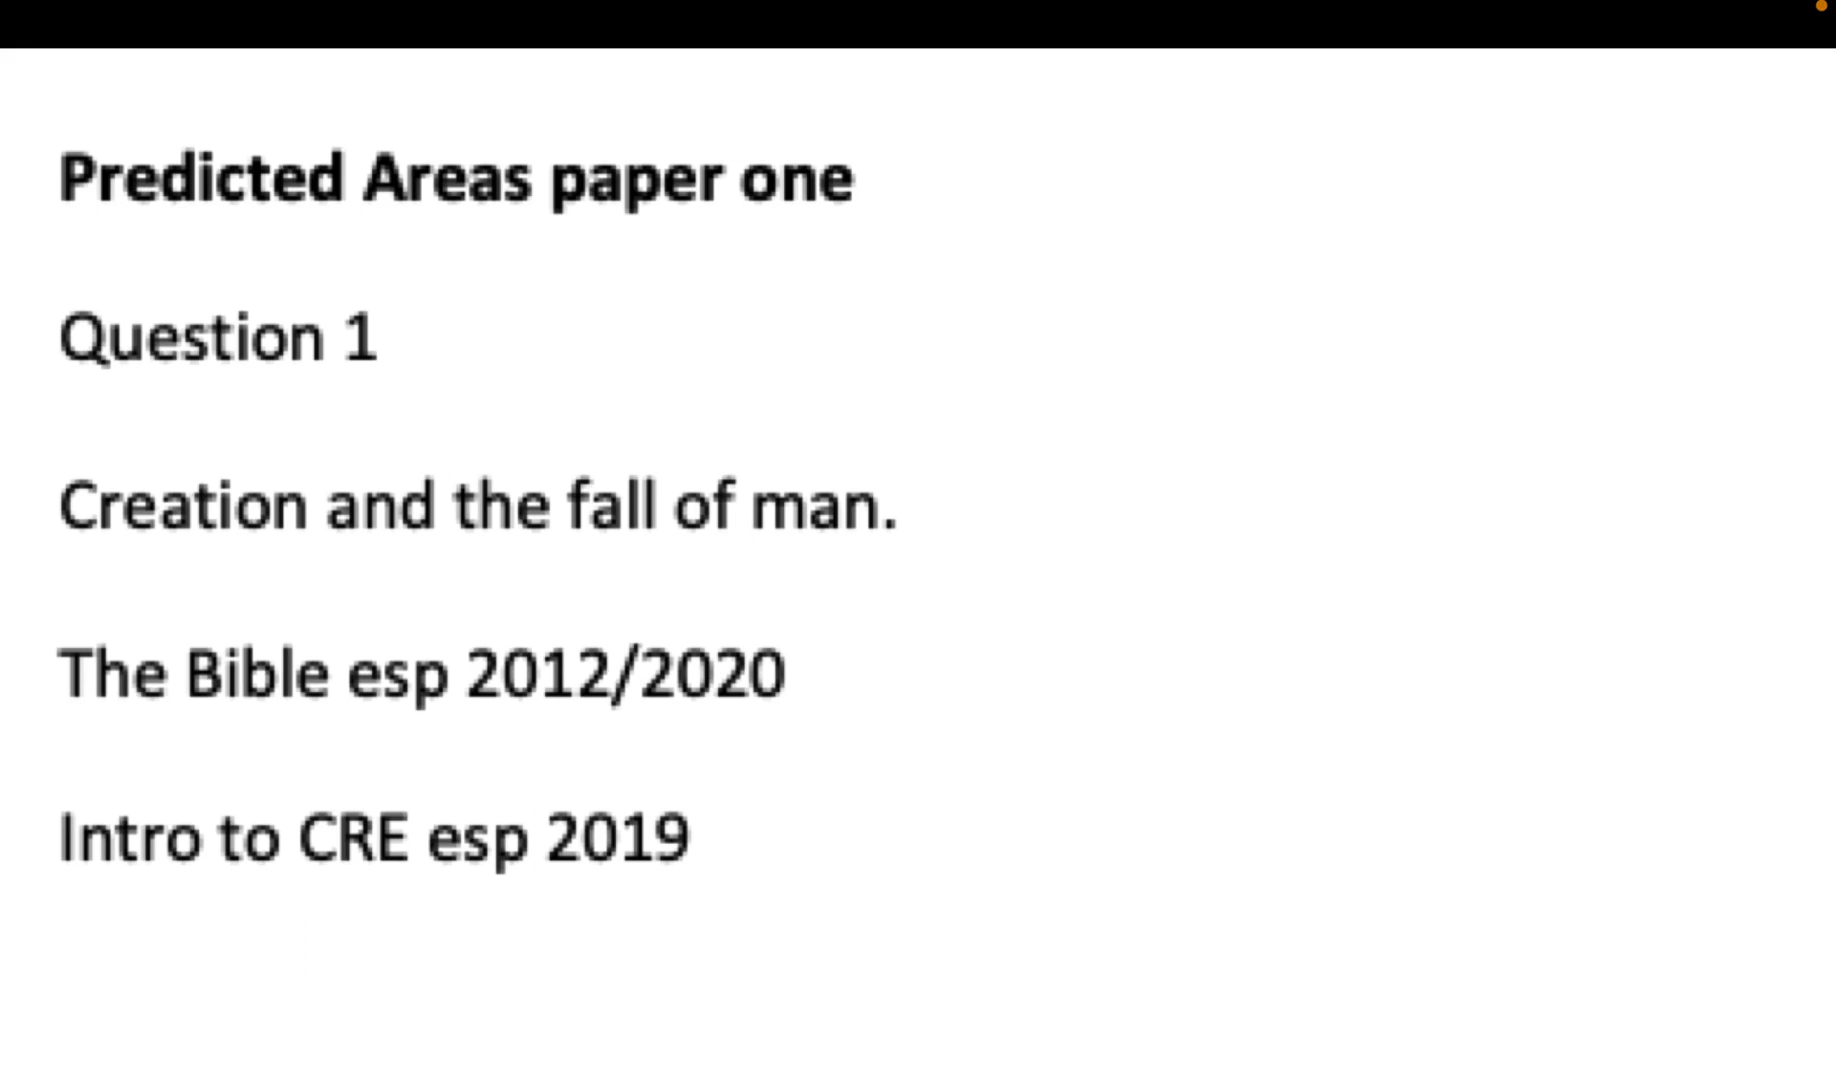 Predicted Areas paper one
Question 1
Creation and the fall of man.
The Bible esp 2012/2020
Intro to CRE esp 2019